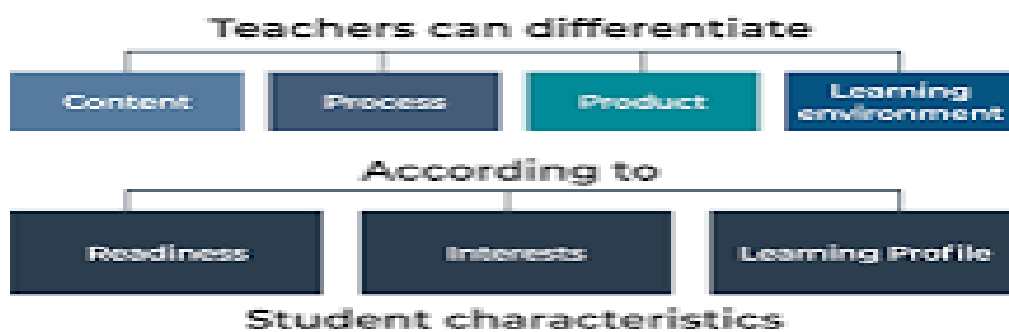 Teachers can differentiate
Content
Process
Product
Learning
environment
According to
Readiness
Interests
Learning Profile
Student characteristics